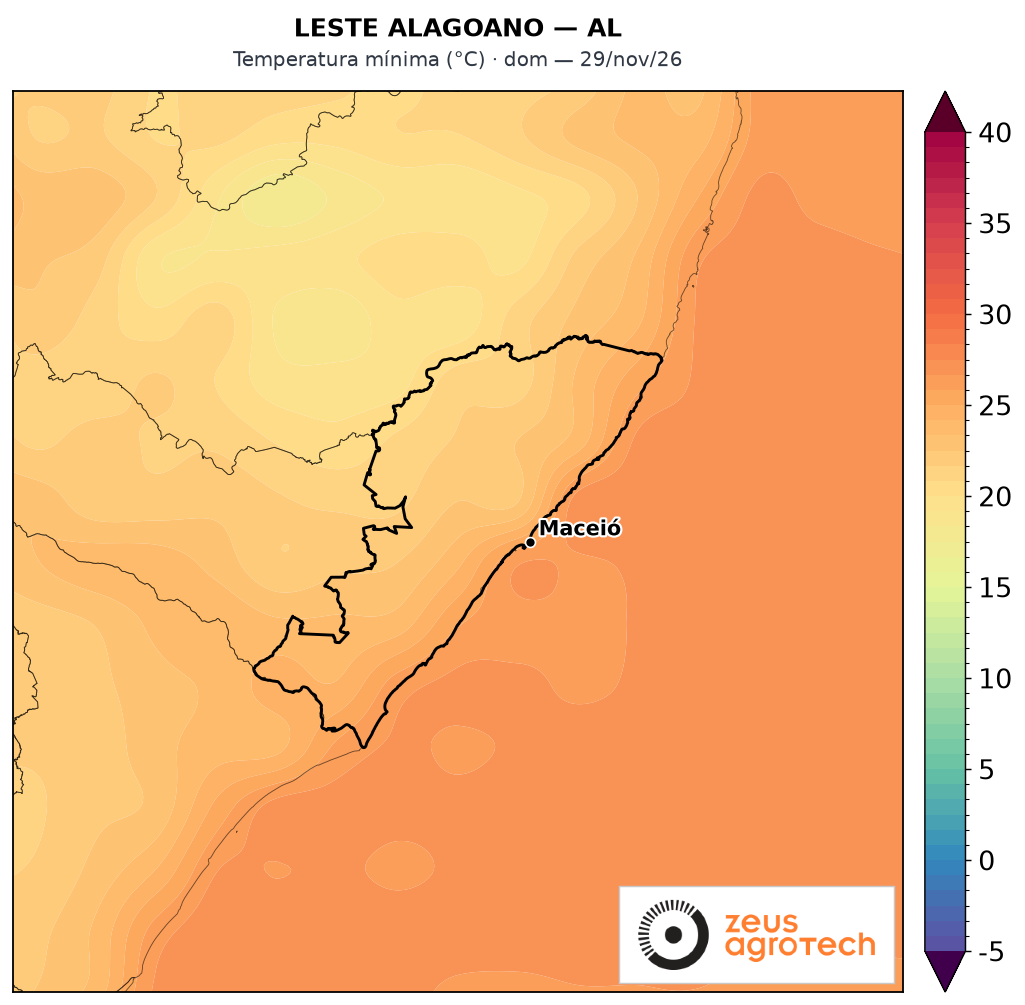 LESTE ALAGOANO — AL
Temperatura mínima (°C) · dom — 29/nov/26
40
35
30
25
20
15
10
5
0
-5
Maceió
zeus
agrotech